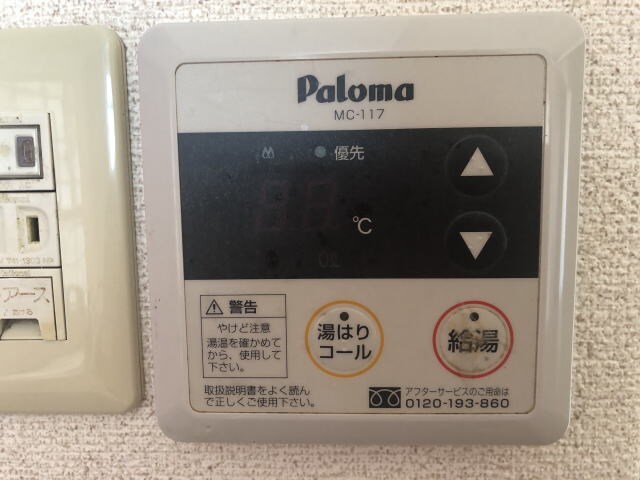 Paloma
MC-117
優先
℃
警告
やけど注意
湯温を確かめて
から、使用して
下さい。
湯はり
コール
給湯
取扱説明書をよく読ん
で正しくご使用下さい。
アフターサービスのご用命は
0120-193-860
アース